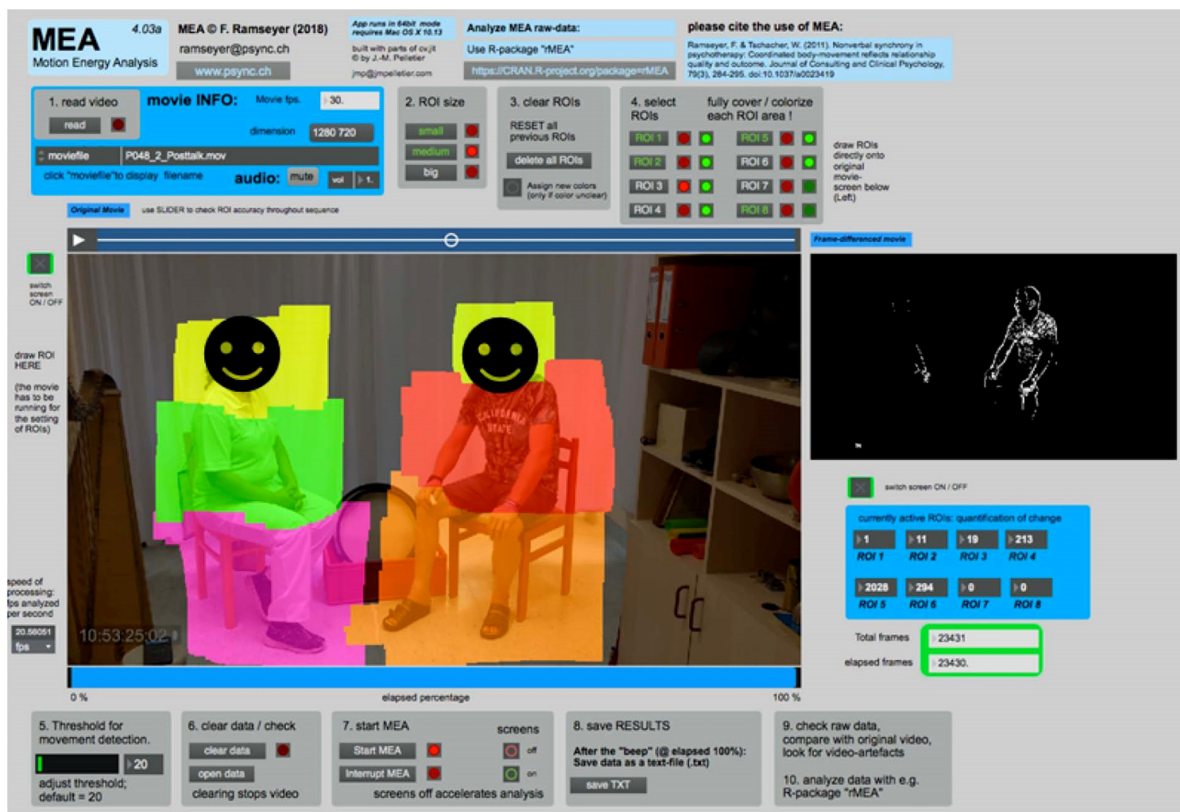 MEA 4.03a
Motion Energy Analysis
MEA © F. Ramseyer (2018)
ramseyer@psync.ch
www.psync.ch
App runs in 64bit mode
requires Mac OS X 10.13
built with parts of cv.jit
© by J.-M. Pelletier
jmp@jmpelletier.com
Analyze MEA raw-data:
Use R-package "rMEA"
https://CRAN.R-project.org/package=rMEA
please cite the use of MEA:
Ramseyer, F. & Tschacher, W. (2011). Nonverbal synchrony in
psychotherapy: Coordinated body-movement reflects relationship
quality and outcome. Journal of Consulting and Clinical Psychology,
79(3), 284-295. doi:10.1037/a0023419
1. read video
read
movie INFO:
Movie fps.
30.
dimension
1280 720
moviefile
P048_2_Posttalk.mov
click "moviefile"to display filename
audio:
mute
vol
1.
2. ROI size
small
medium
big
3. clear ROIs
RESET all
previous ROIs
delete all ROIs
Assign new colors
(only if color unclear)
4. select
ROIs
fully cover / colorize
each ROI area !
ROI 1
ROI 5
ROI 2
ROI 6
ROI 3
ROI 7
ROI 4
ROI 8
draw ROIs
directly onto
original
movie-
screen below
(Left)
Original Movie
use SLIDER to check ROI accuracy throughout sequence
Frame-differenced movie
switch
screen
ON / OFF
draw ROI
HERE
(the movie
has to be
running for
the setting
of ROIs)
CALIFORNIA
STATE
10:53:25:02
speed of
processing:
fps analyzed
per second
20.56051
fps
switch screen ON / OFF
currently active ROIs: quantification of change
1
11
19
213
ROI 1
ROI 2
ROI 3
ROI 4
2028
294
0
0
ROI 5
ROI 6
ROI 7
ROI 8
Total frames
23431
elapsed frames
23430.
0 %
elapsed percentage
100 %
5. Threshold for
movement detection.
20
adjust threshold;
default = 20
6. clear data / check
clear data
open data
clearing stops video
7. start MEA
screens
Start MEA
off
Interrupt MEA
on
screens off accelerates analysis
8. save RESULTS
After the "beep" (@ elapsed 100%):
Save data as a text-file (.txt)
save TXT
9. check raw data,
compare with original video,
look for video-artefacts
10. analyze data with e.g.
R-package "rMEA"